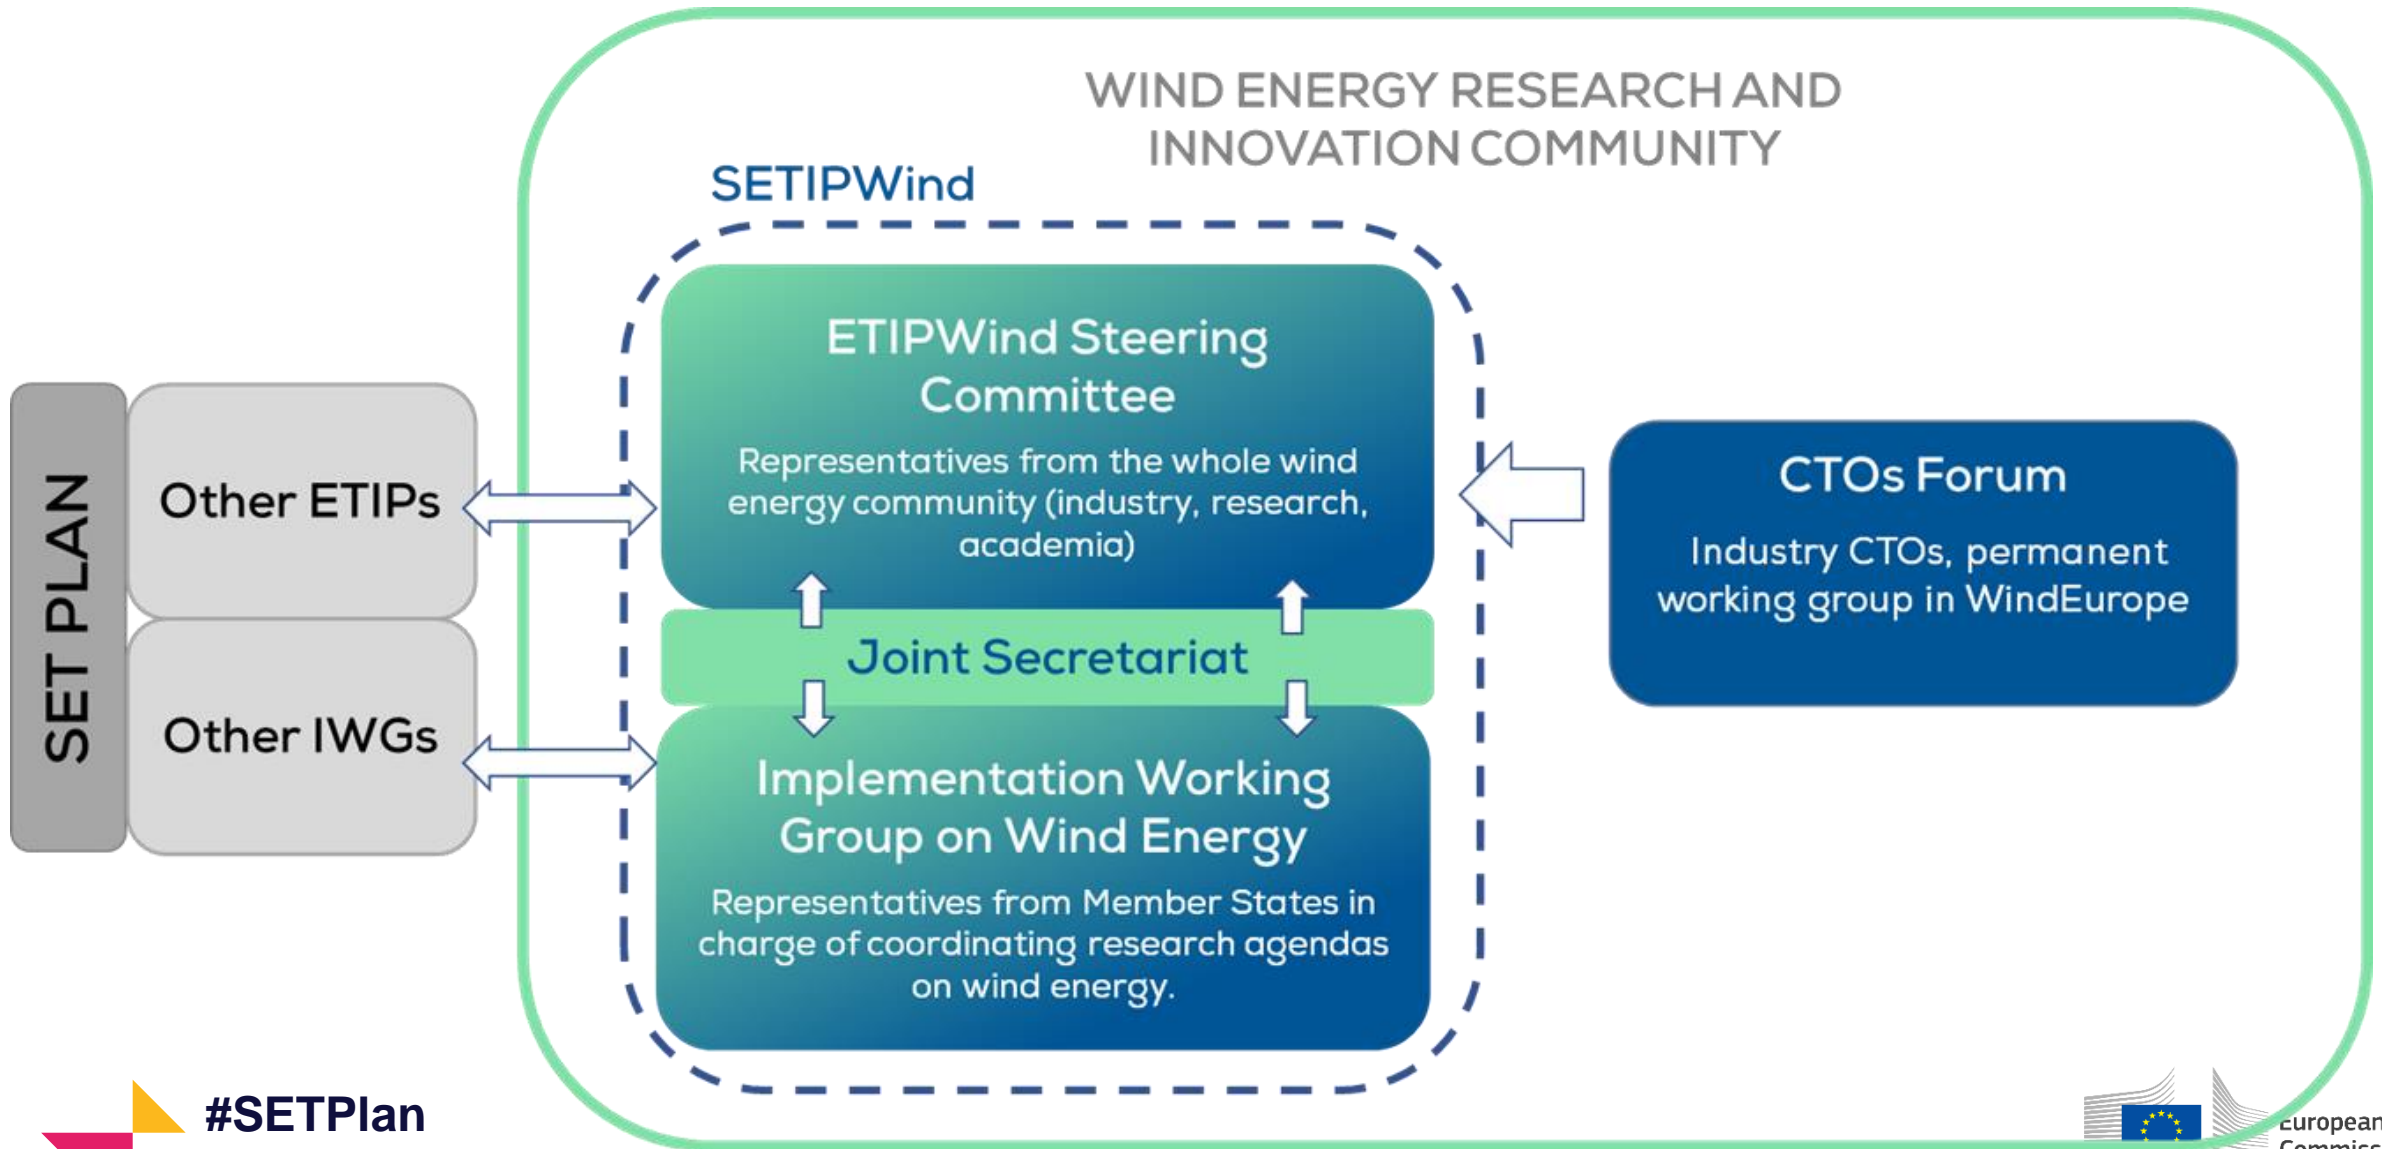 WIND ENERGY RESEARCH AND
INNOVATION COMMUNITY
SETIPWind
ETIPWind Steering
Committee
Representatives from the whole wind
energy community (industry, research,
academia)
Joint Secretariat
Implementation Working
Group on Wind Energy
Representatives from Member States in
charge of coordinating research agendas
on wind energy.
SET PLAN
Other ETIPs
Other IWGs
CTOs Forum
Industry CTOs, permanent
working group in WindEurope
#SETPlan
European